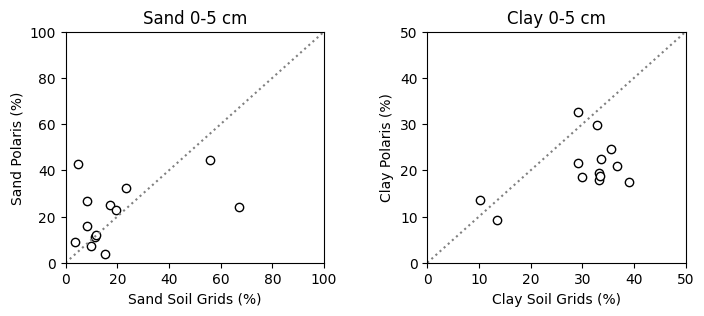 Sand 0-5 cm
100
80
60
40
20
0
Sand Polaris (%)
0 20 40 60 80 100
Sand Soil Grids (%)
Clay 0-5 cm
50
40
30
20
10
0
Clay Polaris (%)
0 10 20 30 40 50
Clay Soil Grids (%)